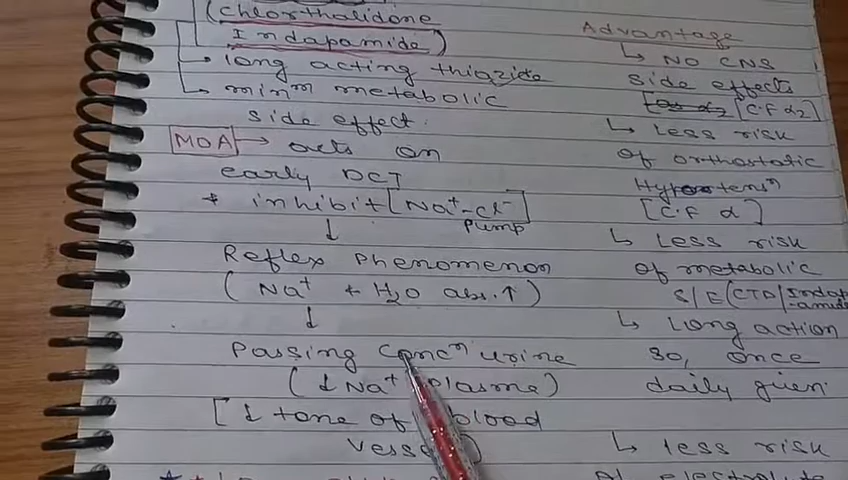 (chlorthalidone
Indapamide)
long acting thiazide
minm metabolic
side effect.
MOA → acts on
early DCT
* inhibit [Na+-Cl-]
Pump
↓
Reflex Phenomenon
( Na+ + H2O abs.↑ )
↓
Passing concn urine
(↓ Na+ plasma)
[↓ tone of blood
Advantage
↳ NO CNS
side effects
[C.F α2]
↳ Less risk
of orthostatic
Hypotensn
[C.F α]
↳ Less risk
of metabolic
S/E (CTD/Indap
-amide)
↳ Long action
so, once
daily given.
↳ less risk